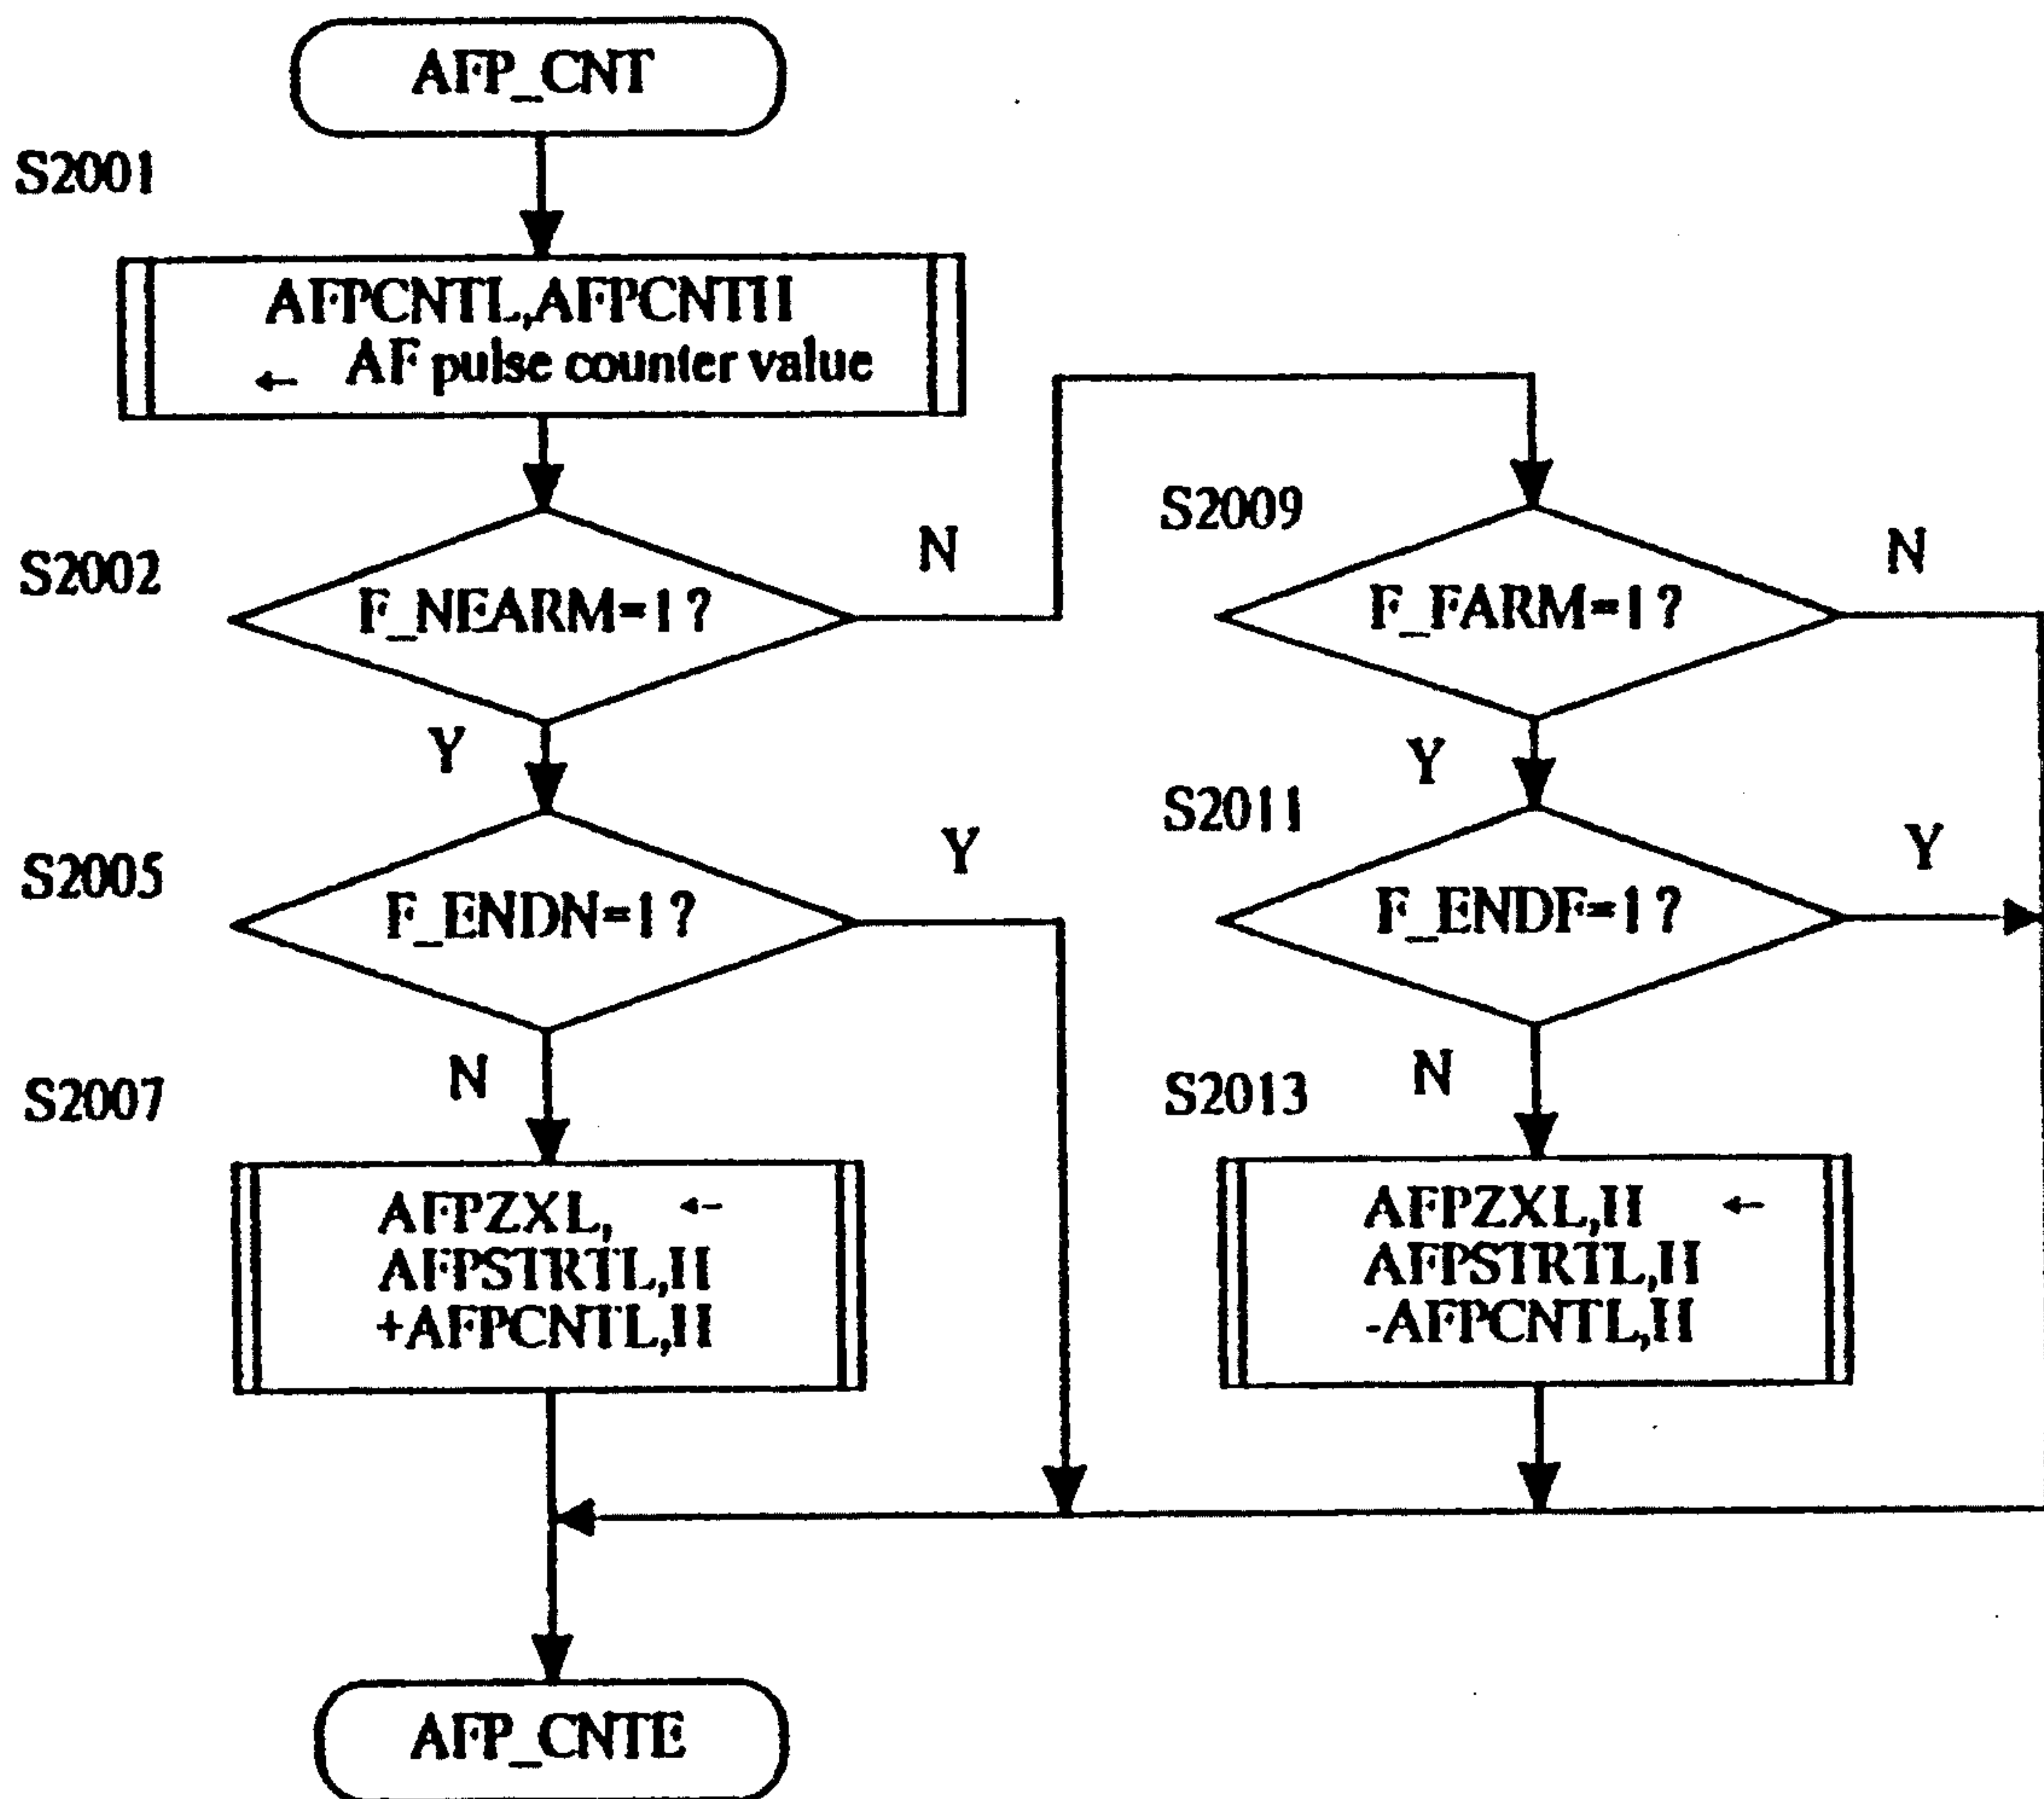 AFP_CNT
S2001
AFPCNTL,AFPCNTH
← AF pulse counter value
S2002
F_NEARM=1?
N
Y
S2009
F_FARM=1?
N
Y
S2005
F_ENDN=1?
Y
N
S2011
F_ENDF=1?
Y
N
S2007
AFPZXL, ←
AFPSTRTL,H
+AFPCNTL,H
S2013
AFPZXL,H ←
AFPSTRTL,H
-AFPCNTL,H
AFP_CNTE